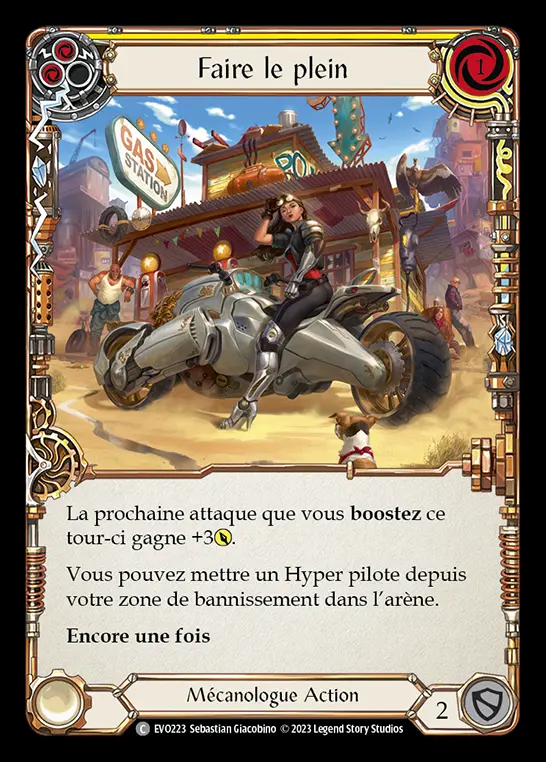 Faire le plein
1
GAS
STATION
La prochaine attaque que vous boostez ce
tour-ci gagne +3.
Vous pouvez mettre un Hyper pilote depuis
votre zone de bannissement dans l'arène.
Encore une fois
Mécanologue Action
2
C EVO223 Sebastian Giacobino © 2023 Legend Story Studios